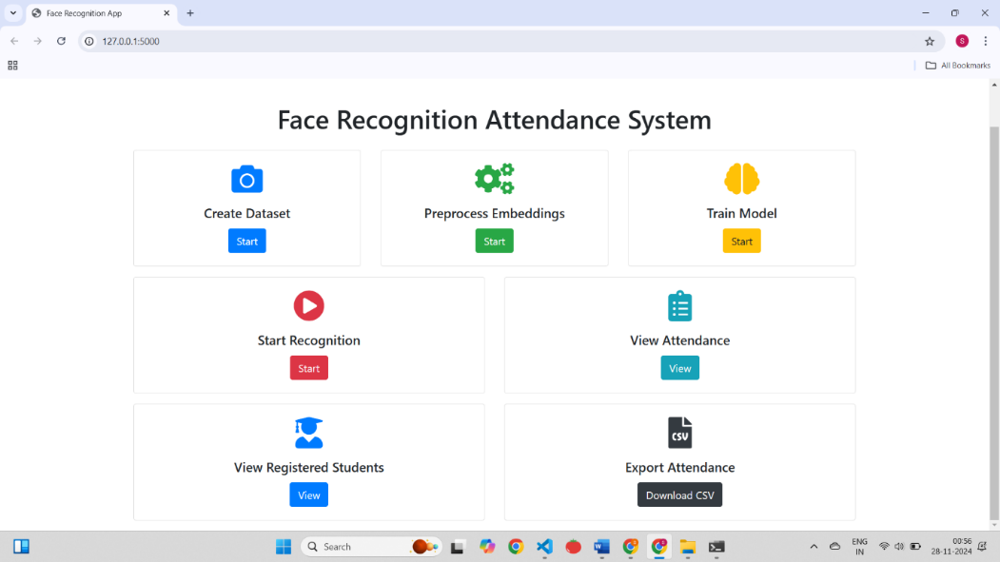 Face Recognition App
127.0.0.1:5000
S
All Bookmarks
Face Recognition Attendance System
Create Dataset
Start
Preprocess Embeddings
Start
Train Model
Start
Start Recognition
Start
View Attendance
View
View Registered Students
View
CSV
Export Attendance
Download CSV
Search
ENG
IN
00:56
28-11-2024